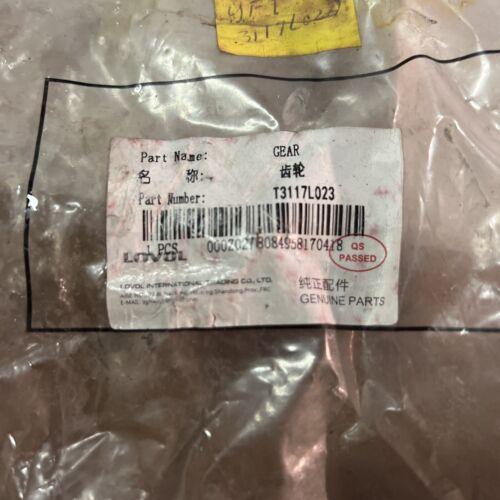 3117L023
Part Name: GEAR
名 称: 齿轮
Part Number: T3117L023
1 PCS
LOVOL
QS
PASSED
LOVOL INTERNATIONAL TRADING CO., LTD.
纯正配件
GENUINE PARTS